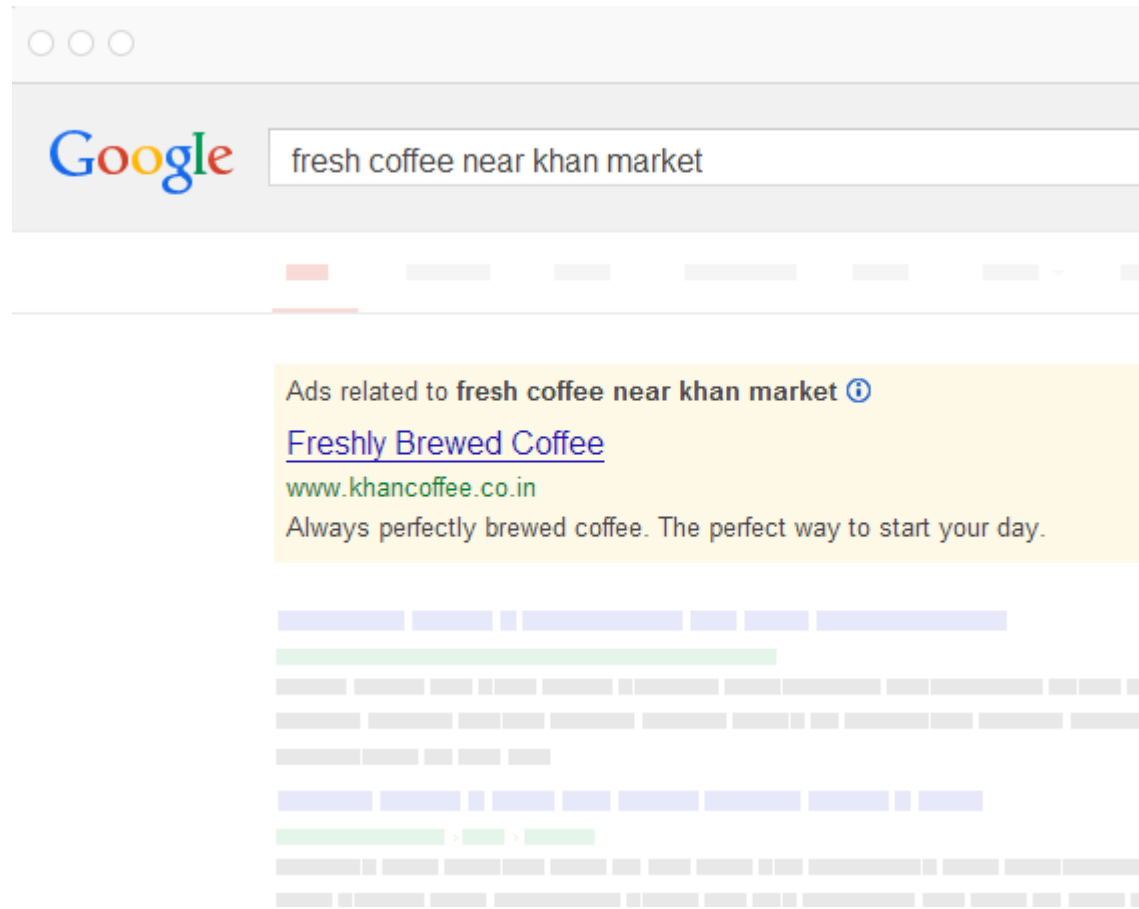 Google
fresh coffee near khan market
Ads related to fresh coffee near khan market
Freshly Brewed Coffee
www.khancoffee.co.in
Always perfectly brewed coffee. The perfect way to start your day.